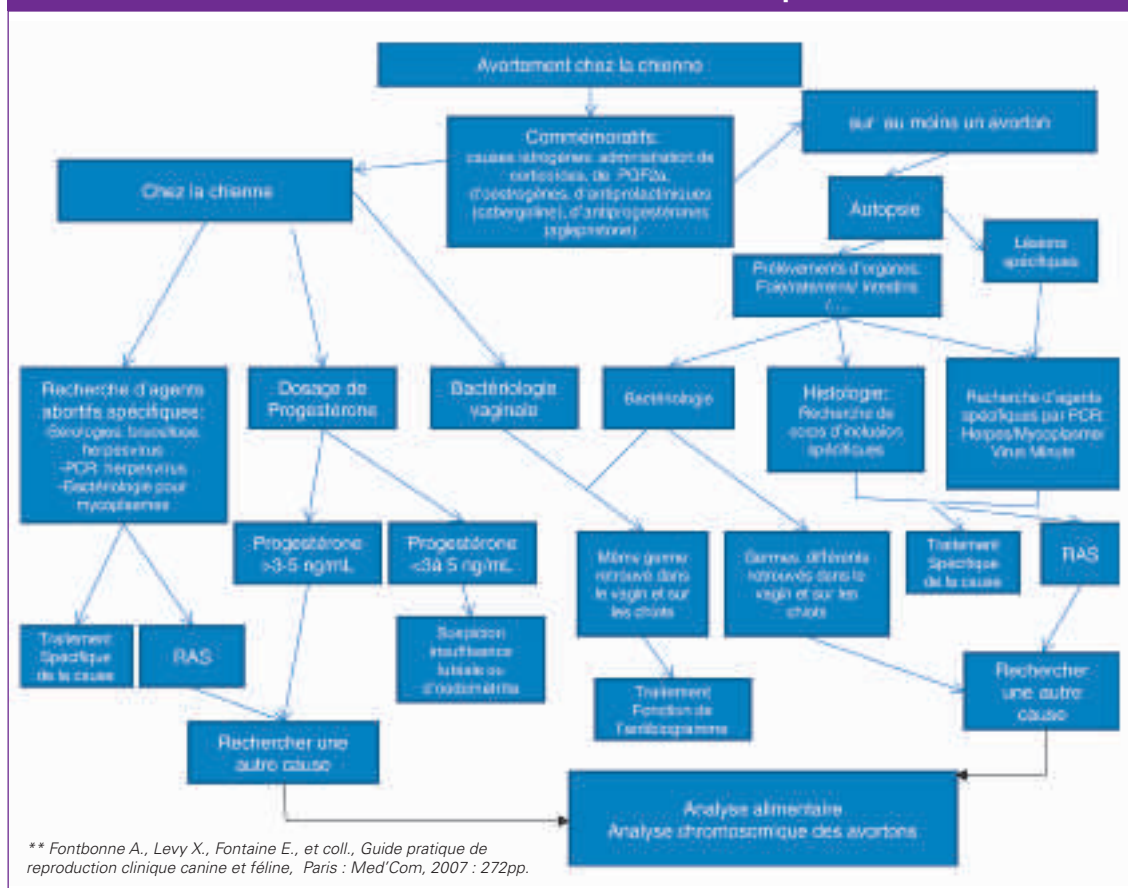 Avortement chez la chienne
sur au moins un avorton
Commémoratifs:
causes iatrogènes: administration de
corticoides, de PGF2a,
d'oestrogènes, d'antiprolactiniques
(cabergoline), d'antiprogestérones
(aglepristone)
Chez la chienne
Autopsie
Lésions
spécifiques
Prélèvements d'organes:
intestins
/...
Recherche d'agents
abortifs spécifiques:
-Serologies: brucellose,
herpesvirus
-PCR: herpesvirus
-Bactériologie pour
mycoplasmes
Dosage de
Progestérone
Bactériologie
vaginale
Bactériologie
Histologie:
Recherche de
corps d'inclusion
spécifiques
Recherche d'agents
spécifiques par PCR:
Herpes/Mycoplasme/
Virus Minute
Progestérone
>3-5 ng/mL
Progestérone
<3à 5 ng/mL
Même germe
retrouvé dans
le vagin et sur
les chiots
Germes différents
retrouvés dans le
vagin et sur les
chiots
Traitement
Spécifique
de la cause
RAS
Traitement
Spécifique
de la cause
RAS
Suspicion
insuffisance
lutéale ou
d'endométrite
Traitement
Fonction de
l'antibiogramme
Rechercher
une autre
cause
Rechercher une
autre cause
Analyse alimentaire
Analyse chromosomique des avortons
** Fontbonne A., Levy X., Fontaine E., et coll., Guide pratique de
reproduction clinique canine et féline, Paris : Med'Com, 2007 : 272pp.